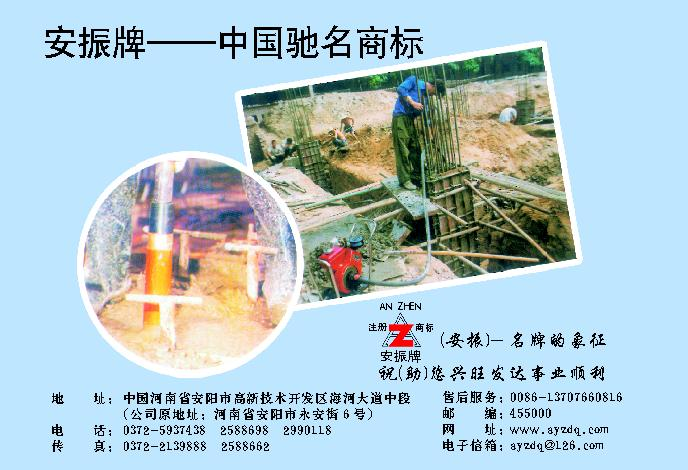 安振牌——中国驰名商标
AN ZHEN
注册 商标
安振牌
(安振)-名牌的象征
祝(助)您兴旺发达事业顺利
地 址：中国河南省安阳市高新技术开发区海河大道中段
(公司原地址：河南省安阳市永安街6号)
电 话：0372-5937438 2588698 2990118
传 真：0372-2139888 2588662
售后服务：0086-13707660816
邮 编：455000
网 址：www.ayzdq.com
电子信箱：ayzdq@126.com